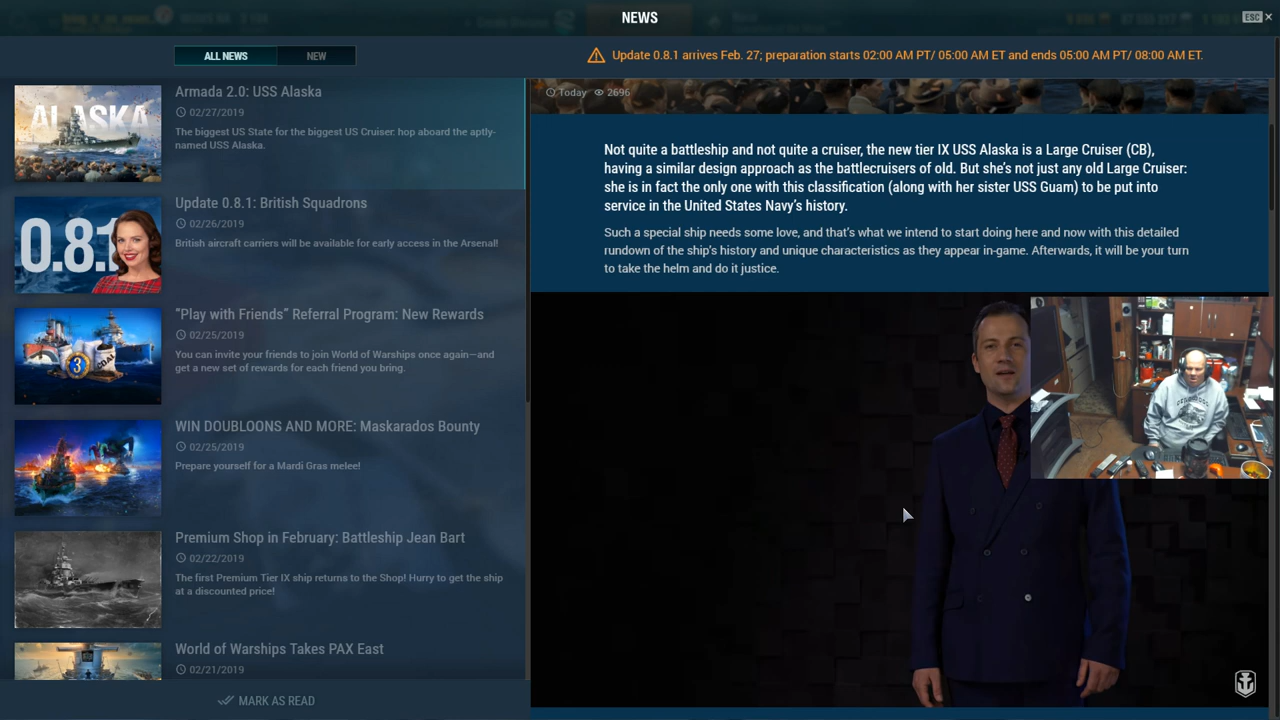 NEWS
ESC
ALL NEWS
NEW
Update 0.8.1 arrives Feb. 27; preparation starts 02:00 AM PT/ 05:00 AM ET and ends 05:00 AM PT/ 08:00 AM ET.
ALASKA
Armada 2.0: USS Alaska
02/27/2019
The biggest US State for the biggest US Cruiser: hop aboard the aptly-
named USS Alaska.
0.8.1
Update 0.8.1: British Squadrons
02/26/2019
British aircraft carriers will be available for early access in the Arsenal!
3
COAL
"Play with Friends" Referral Program: New Rewards
02/25/2019
You can invite your friends to join World of Warships once again—and
get a new set of rewards for each friend you bring.
WIN DOUBLOONS AND MORE: Maskarados Bounty
02/25/2019
Prepare yourself for a Mardi Gras melee!
Premium Shop in February: Battleship Jean Bart
02/22/2019
The first Premium Tier IX ship returns to the Shop! Hurry to get the ship
at a discounted price!
World of Warships Takes PAX East
02/21/2019
MARK AS READ
Today 2696
Not quite a battleship and not quite a cruiser, the new tier IX USS Alaska is a Large Cruiser (CB),
having a similar design approach as the battlecruisers of old. But she's not just any old Large Cruiser:
she is in fact the only one with this classification (along with her sister USS Guam) to be put into
service in the United States Navy's history.
Such a special ship needs some love, and that's what we intend to start doing here and now with this detailed
rundown of the ship's history and unique characteristics as they appear in-game. Afterwards, it will be your turn
to take the helm and do it justice.